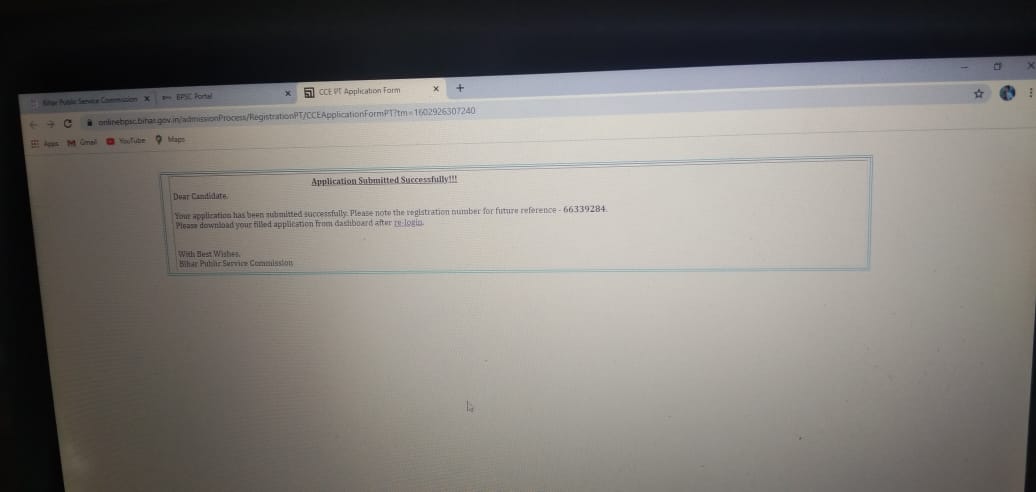 Bihar Public Service Commission
BPSC Portal
CCE PT Application Form
onlinebpsc.bihar.gov.in/admissionProcess/RegistrationPT/CCEApplicationFormPT?tm=1602926307240
Apps Gmail YouTube Maps
Application Submitted Successfully!!!
Dear Candidate,
Your application has been submitted successfully. Please note the registration number for future reference - 66339284.
Please download your filled application from dashboard after re-login.
With Best Wishes,
Bihar Public Service Commission